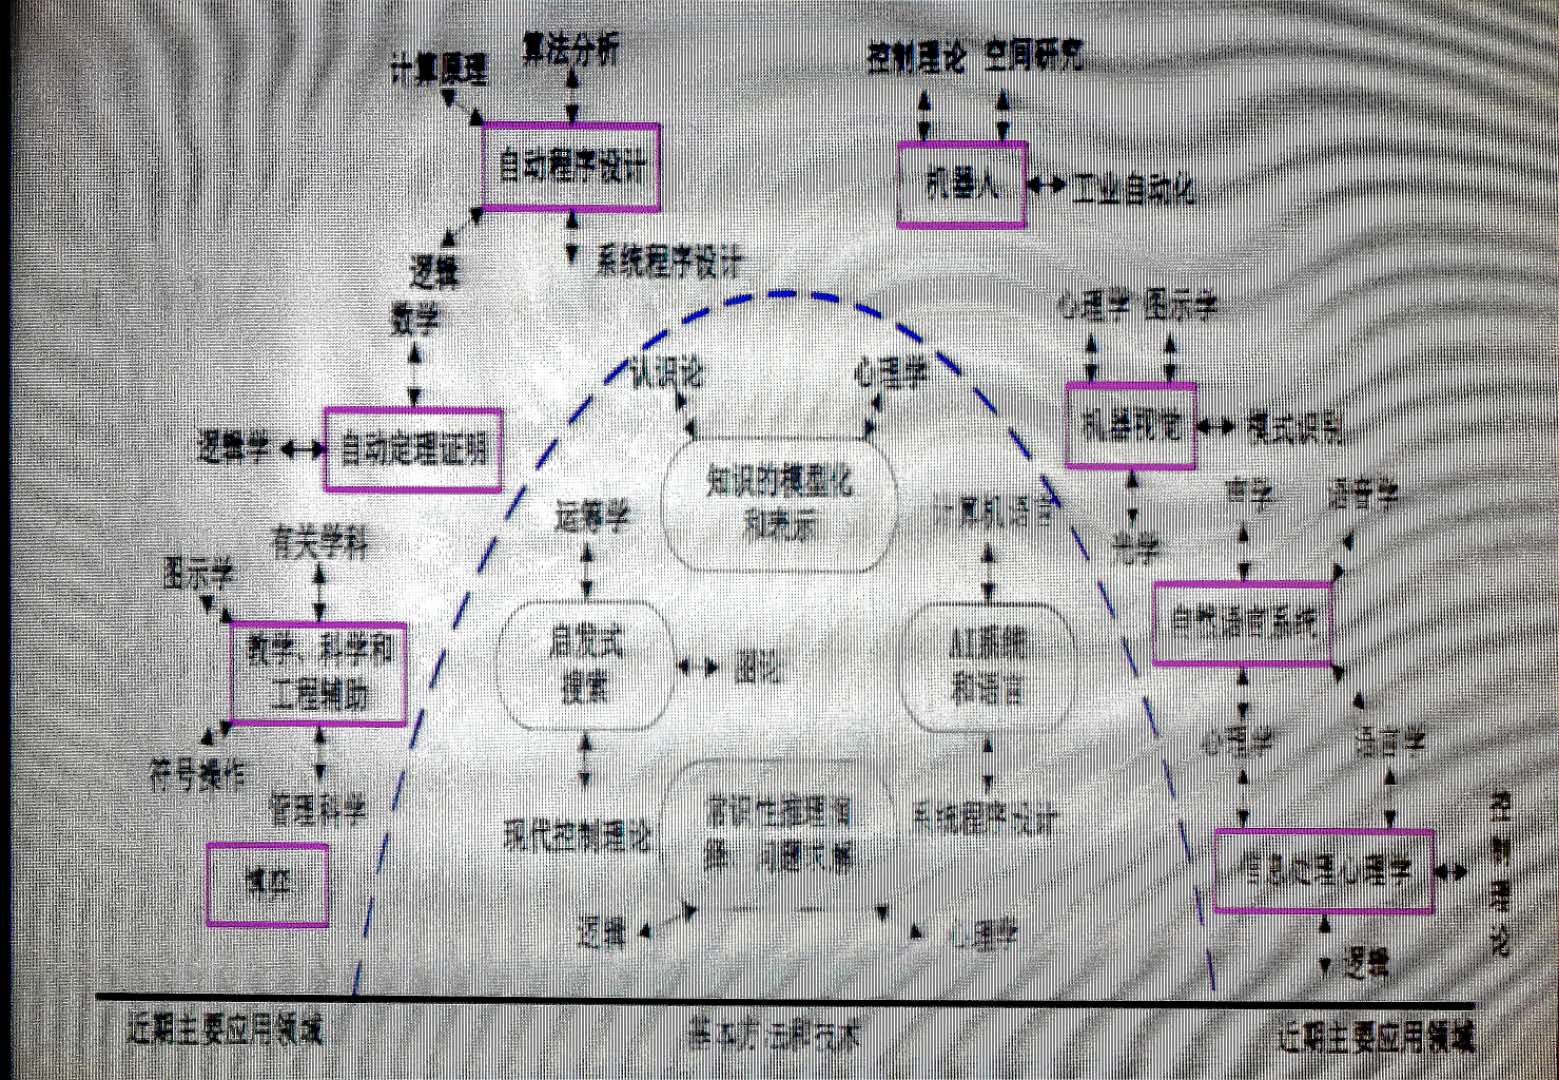 算法分析
计算原理
控制理论 空间研究
自动程序设计
机器人
工业自动化
逻辑
系统程序设计
数学
心理学 图示学
认识论
心理学
逻辑学
自动定理证明
机器视觉
模式识别
知识的模型化
和表示
运筹学
计算机语言
语音学
有关学科
光学
图示学
自然语言系统
教学、科学和
工程辅助
启发式
搜索
图论
AI系统
和语言
心理学
语言学
符号操作
管理科学
现代控制理论
常识性推理演
绎、问题求解
系统程序设计
控制理论
博弈
信息处理心理学
逻辑
心理学
逻辑
近期主要应用领域
基本方法和技术
近期主要应用领域